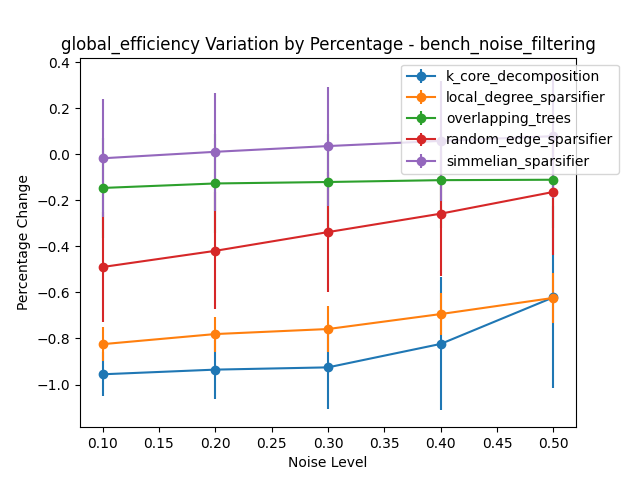 global_efficiency Variation by Percentage - bench_noise_filtering
k_core_decomposition
local_degree_sparsifier
overlapping_trees
random_edge_sparsifier
simmelian_sparsifier
Percentage Change
0.4
0.2
0.0
−0.2
−0.4
−0.6
−0.8
−1.0
0.10 0.15 0.20 0.25 0.30 0.35 0.40 0.45 0.50
Noise Level